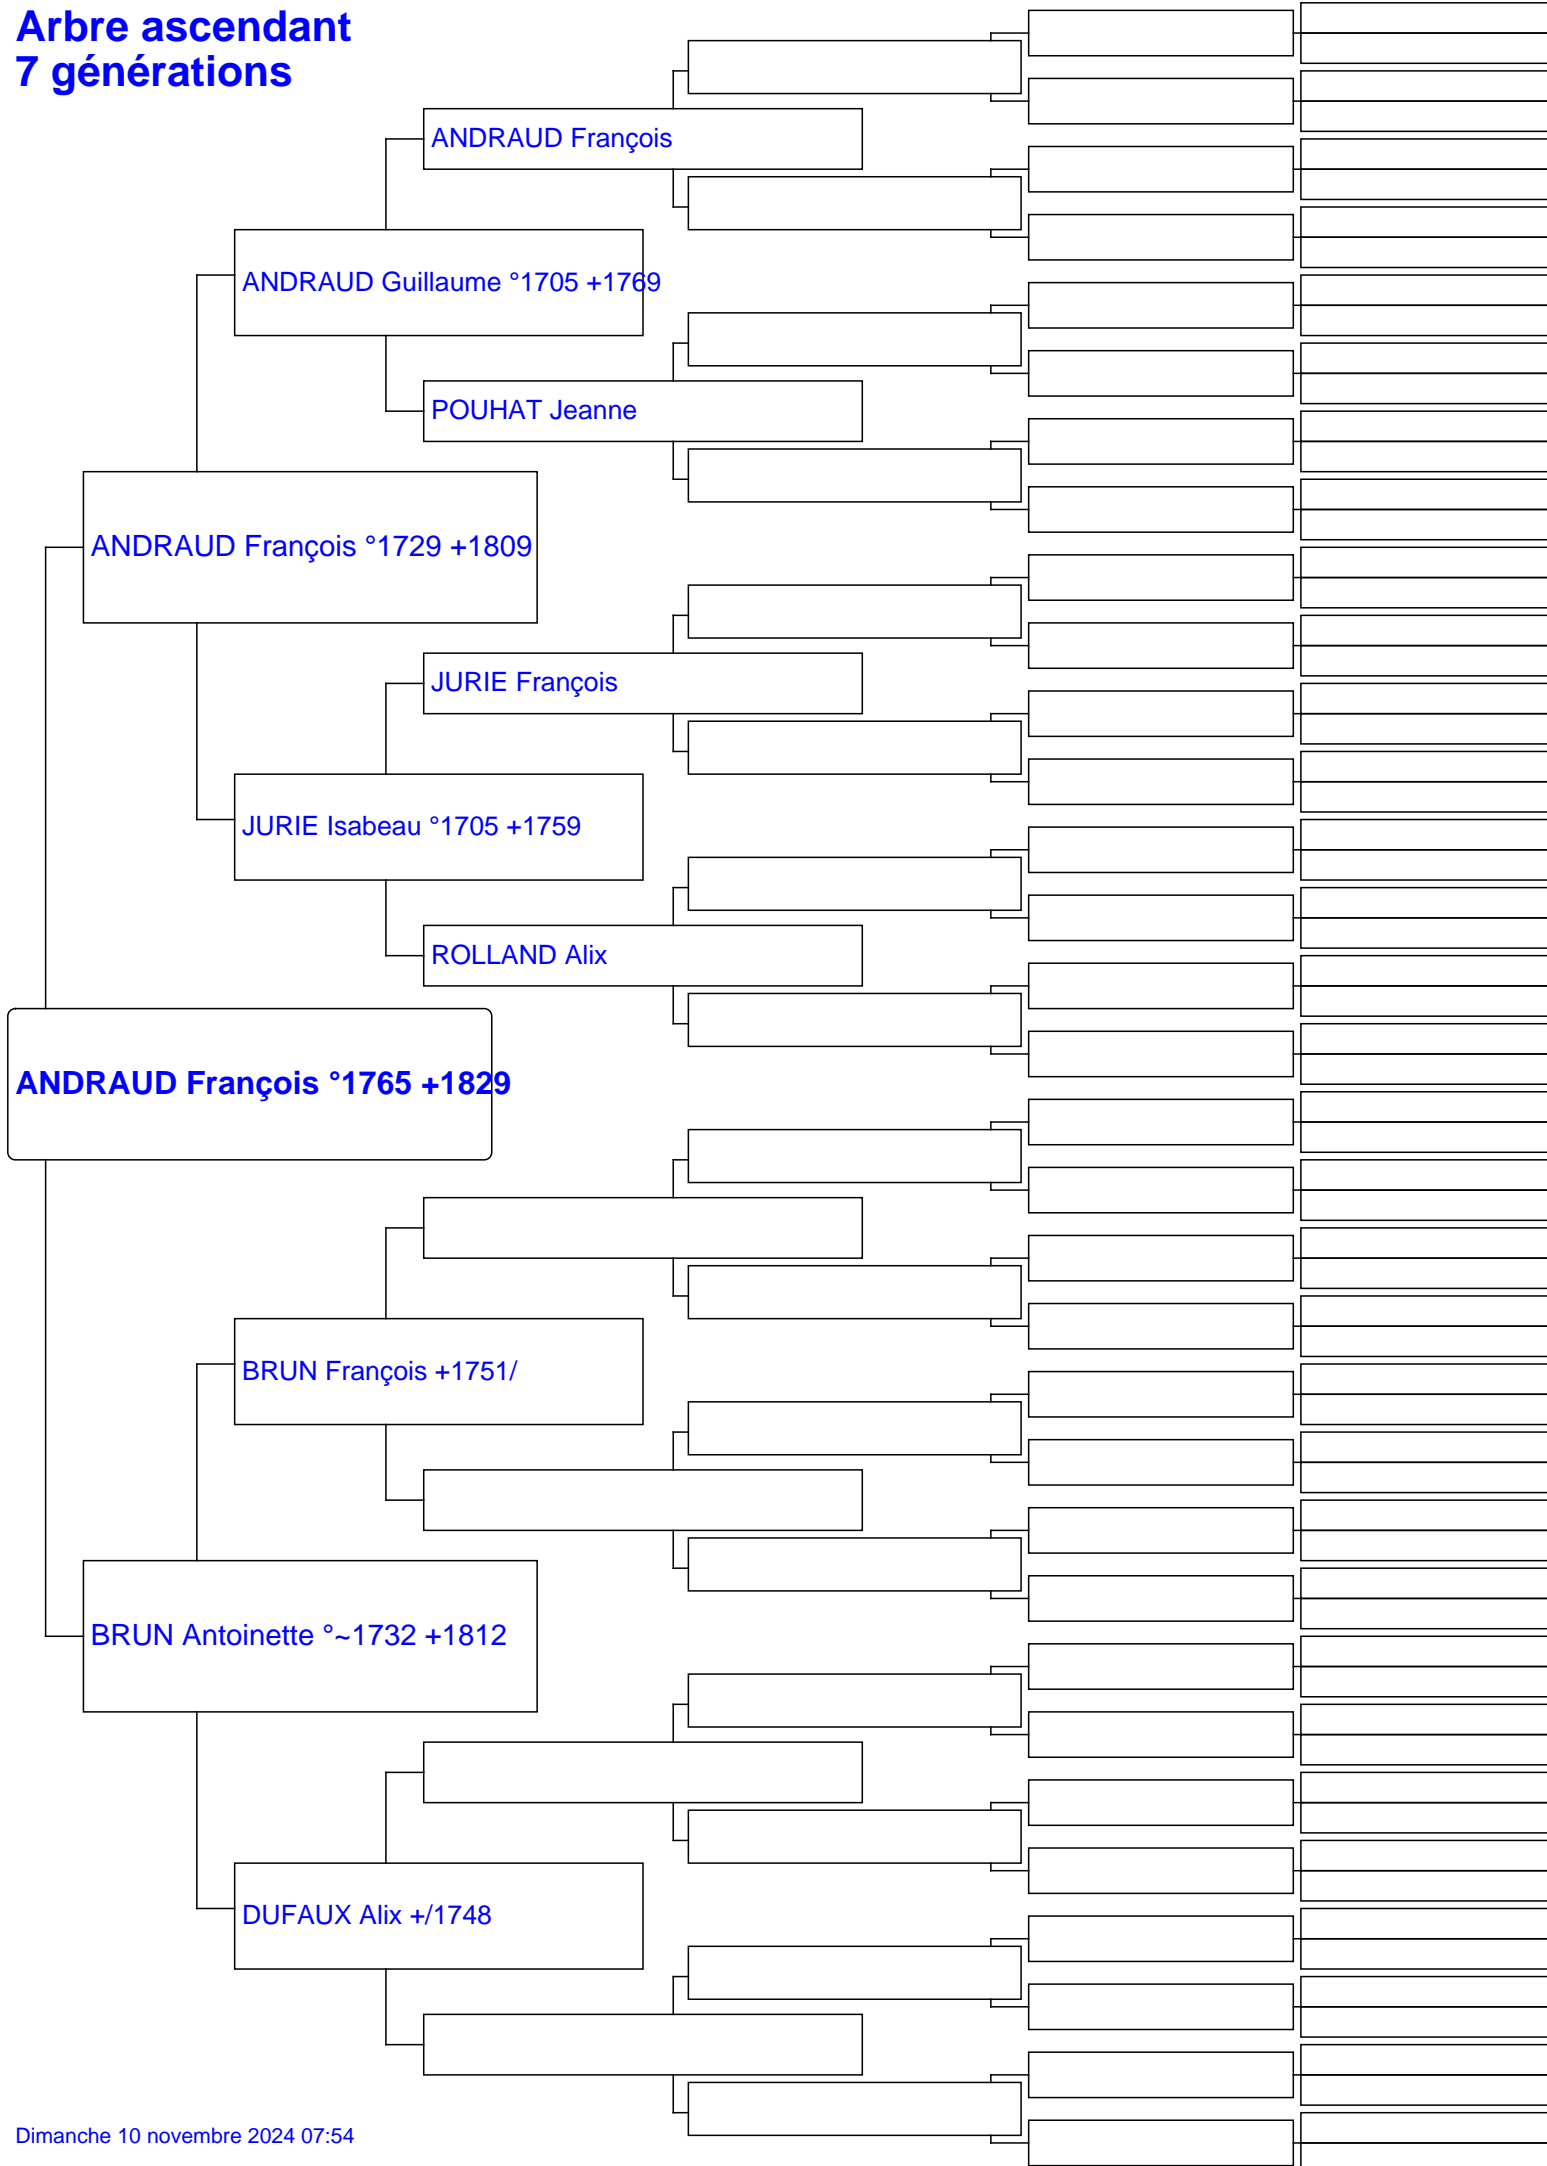 Arbre ascendant
7 générations
ANDRAUD François
ANDRAUD Guillaume °1705 +1769
POUHAT Jeanne
ANDRAUD François °1729 +1809
JURIE François
JURIE Isabeau °1705 +1759
ROLLAND Alix
ANDRAUD François °1765 +1829
BRUN François +1751/
BRUN Antoinette °~1732 +1812
DUFAUX Alix +/1748
Dimanche 10 novembre 2024 07:54